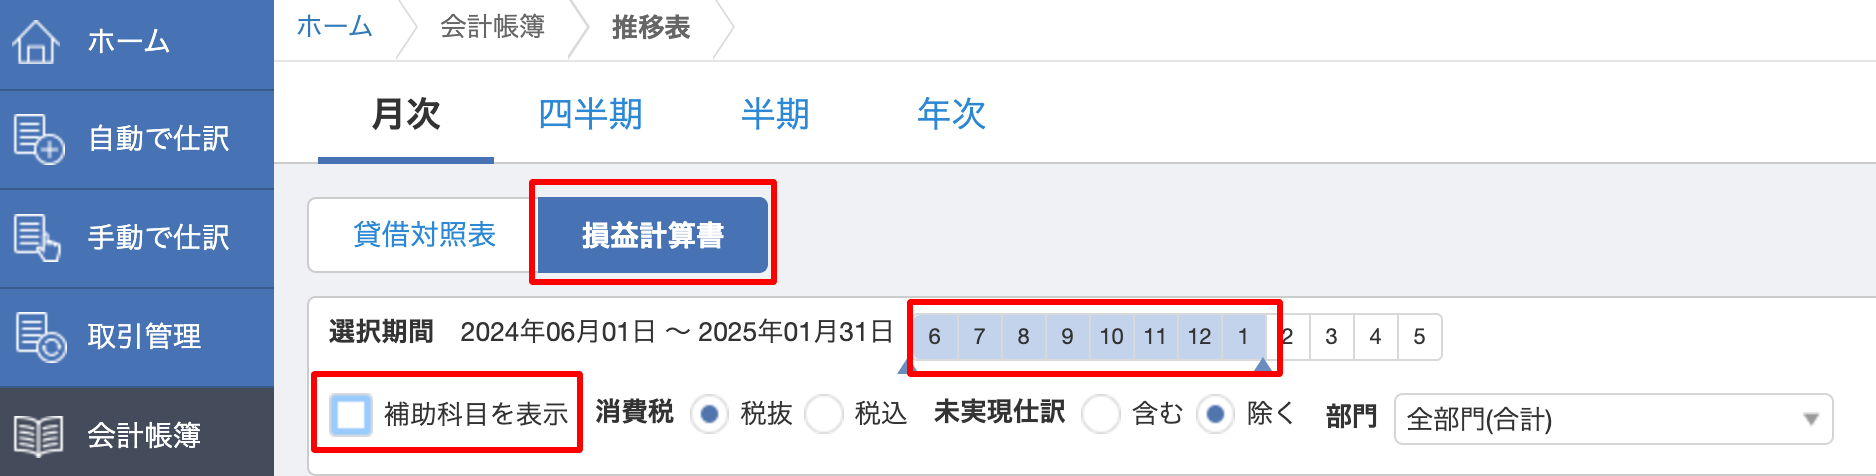 ホーム
自動で仕訳
手動で仕訳
取引管理
会計帳簿
ホーム 会計帳簿 推移表
月次 四半期 半期 年次
貸借対照表 損益計算書
選択期間 2024年06月01日 〜 2025年01月31日 6 7 8 9 10 11 12 1 2 3 4 5
補助科目を表示 消費税 税抜 税込 未実現仕訳 含む 除く 部門 全部門(合計)